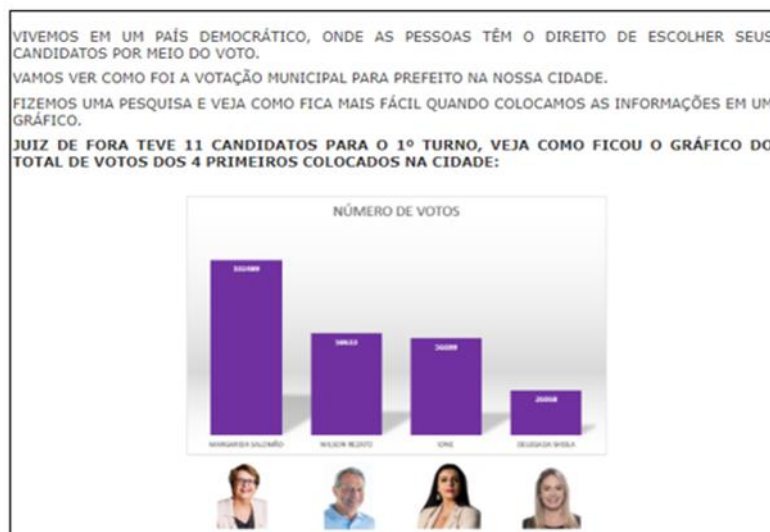 VIVEMOS EM UM PAÍS DEMOCRÁTICO, ONDE AS PESSOAS TÊM O DIREITO DE ESCOLHER SEUS
CANDIDATOS POR MEIO DO VOTO.
VAMOS VER COMO FOI A VOTAÇÃO MUNICIPAL PARA PREFEITO NA NOSSA CIDADE.
FIZEMOS UMA PESQUISA E VEJA COMO FICA MAIS FÁCIL QUANDO COLOCAMOS AS INFORMAÇÕES EM UM
GRÁFICO.
JUIZ DE FORA TEVE 11 CANDIDATOS PARA O 1º TURNO, VEJA COMO FICOU O GRÁFICO DO
TOTAL DE VOTOS DOS 4 PRIMEIROS COLOCADOS NA CIDADE:
NÚMERO DE VOTOS
MARGARIDA SALOMÃO WILSON REZATO IONE DELEGADA SHEILA